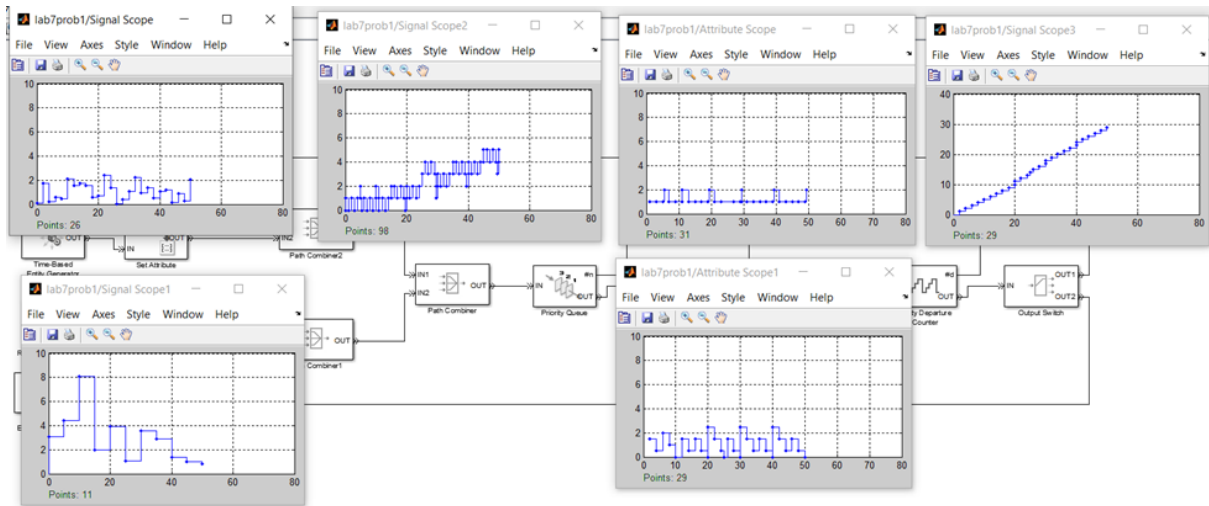 lab7prob1/Signal Scope
File View Axes Style Window Help
10
8
6
4
2
0
0 20 40 60 80
Points: 26
lab7prob1/Signal Scope2
File View Axes Style Window Help
10
8
6
4
2
0
0 20 40 60 80
Points: 98
lab7prob1/Attribute Scope
File View Axes Style Window Help
10
8
6
4
2
0
0 10 20 30 40 50 60 70 80
Points: 31
lab7prob1/Signal Scope3
File View Axes Style Window Help
40
30
20
10
0
0 20 40 60 80
Points: 29
OUT
Time-Based
Entity Generator
IN
OUT
Set Attribute
IN2
Path Combiner2
IN1
IN2
OUT
Path Combiner
IN
#n
OUT
Priority Queue
#d
OUT
Departure
Counter
IN
OUT1
OUT2
Output Switch
OUT
Combiner1
lab7prob1/Signal Scope1
File View Axes Style Window Help
10
8
6
4
2
0
0 20 40 60 80
Points: 11
lab7prob1/Attribute Scope1
File View Axes Style Window Help
10
8
6
4
2
0
0 10 20 30 40 50 60 70 80
Points: 29